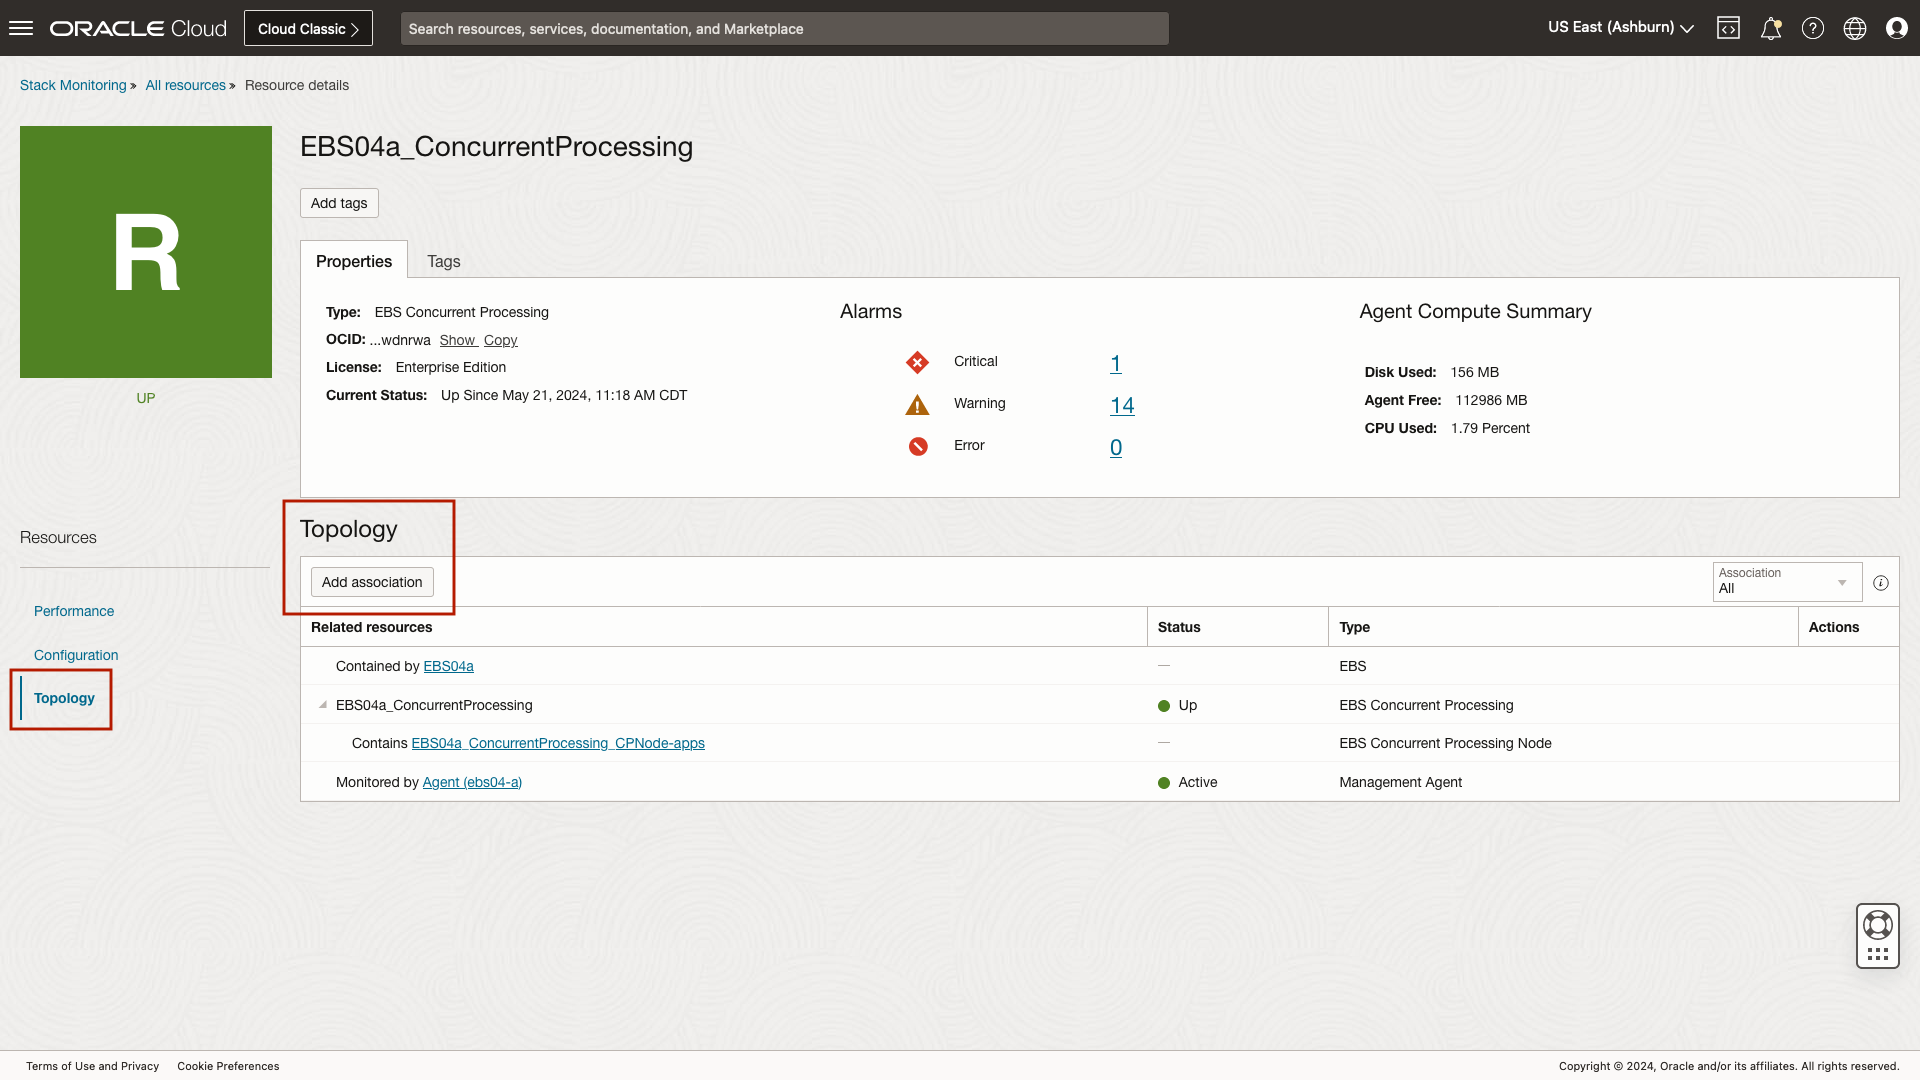 ORACLE Cloud
Cloud Classic
Search resources, services, documentation, and Marketplace
US East (Ashburn)
Stack Monitoring » All resources » Resource details
R
UP
EBS04a_ConcurrentProcessing
Add tags
Properties
Tags
Type: EBS Concurrent Processing
OCID: ...wdnrwa Show Copy
License: Enterprise Edition
Current Status: Up Since May 21, 2024, 11:18 AM CDT
Alarms
Critical 1
Warning 14
Error 0
Agent Compute Summary
Disk Used: 156 MB
Agent Free: 112986 MB
CPU Used: 1.79 Percent
Resources
Performance
Configuration
Topology
Topology
Add association
Association
All
Related resources Status Type Actions
Contained by EBS04a — EBS
EBS04a_ConcurrentProcessing Up EBS Concurrent Processing
Contains EBS04a_ConcurrentProcessing_CPNode-apps — EBS Concurrent Processing Node
Monitored by Agent (ebs04-a) Active Management Agent
Terms of Use and Privacy Cookie Preferences
Copyright © 2024, Oracle and/or its affiliates. All rights reserved.